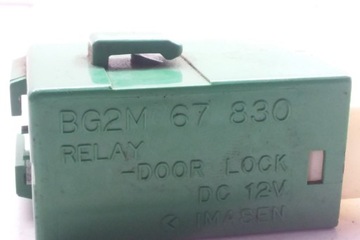 BG2M 67 830
RELAY
-DOOR LOCK
DC 12V.
< IMASEN